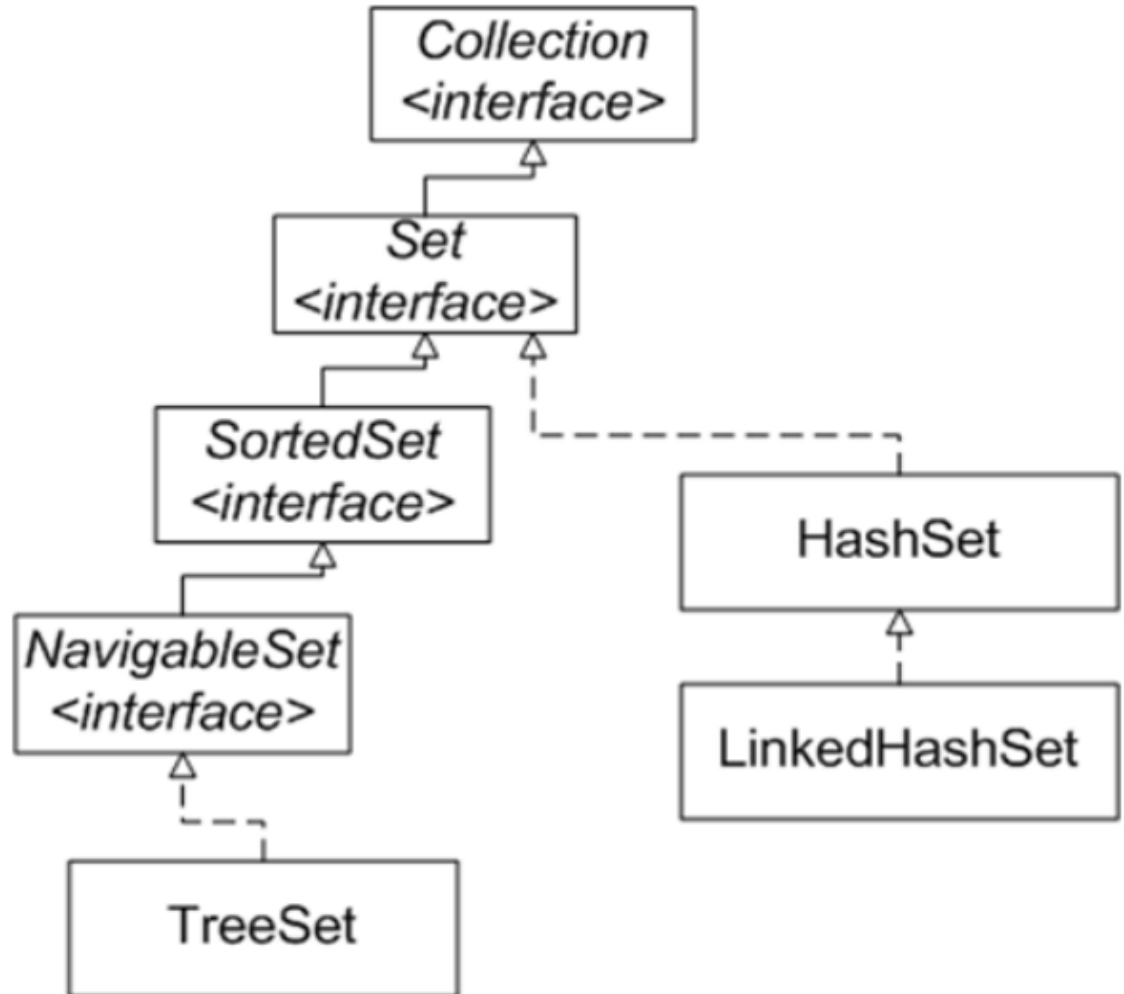 Collection
<interface>
Set
<interface>
SortedSet
<interface>
HashSet
NavigableSet
<interface>
LinkedHashSet
TreeSet